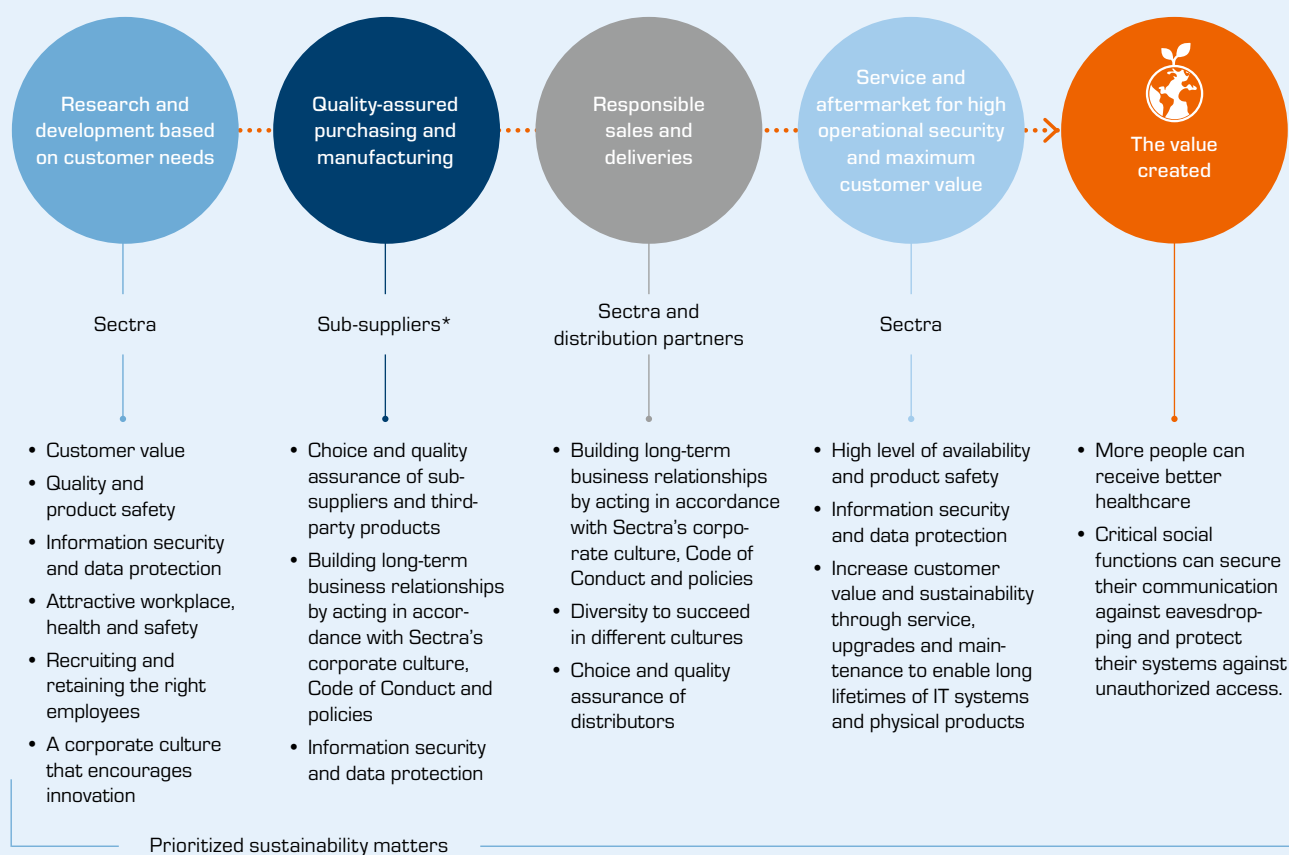 Research and
development based
on customer needs
Quality-assured
purchasing and
manufacturing
Responsible
sales and
deliveries
Service and
aftermarket for high
operational security
and maximum
customer value
The value
created
Sectra
Sub-suppliers*
Sectra and
distribution partners
Sectra
• Customer value
• Quality and
product safety
• Information security
and data protection
• Attractive workplace,
health and safety
• Recruiting and
retaining the right
employees
• A corporate culture
that encourages
innovation
• Choice and quality
assurance of sub-
suppliers and third-
party products
• Building long-term
business relationships
by acting in accor-
dance with Sectra's
corporate culture,
Code of Conduct and
policies
• Information security
and data protection
• Building long-term
business relationships
by acting in accordance
with Sectra's corpo-
rate culture, Code of
Conduct and policies
• Diversity to succeed
in different cultures
• Choice and quality
assurance of
distributors
• High level of availability
and product safety
• Information security
and data protection
• Increase customer
value and sustainability
through service,
upgrades and main-
tenance to enable long
lifetimes of IT systems
and physical products
• More people can
receive better
healthcare
• Critical social
functions can secure
their communication
against eavesdrop-
ping and protect
their systems against
unauthorized access.
Prioritized sustainability matters